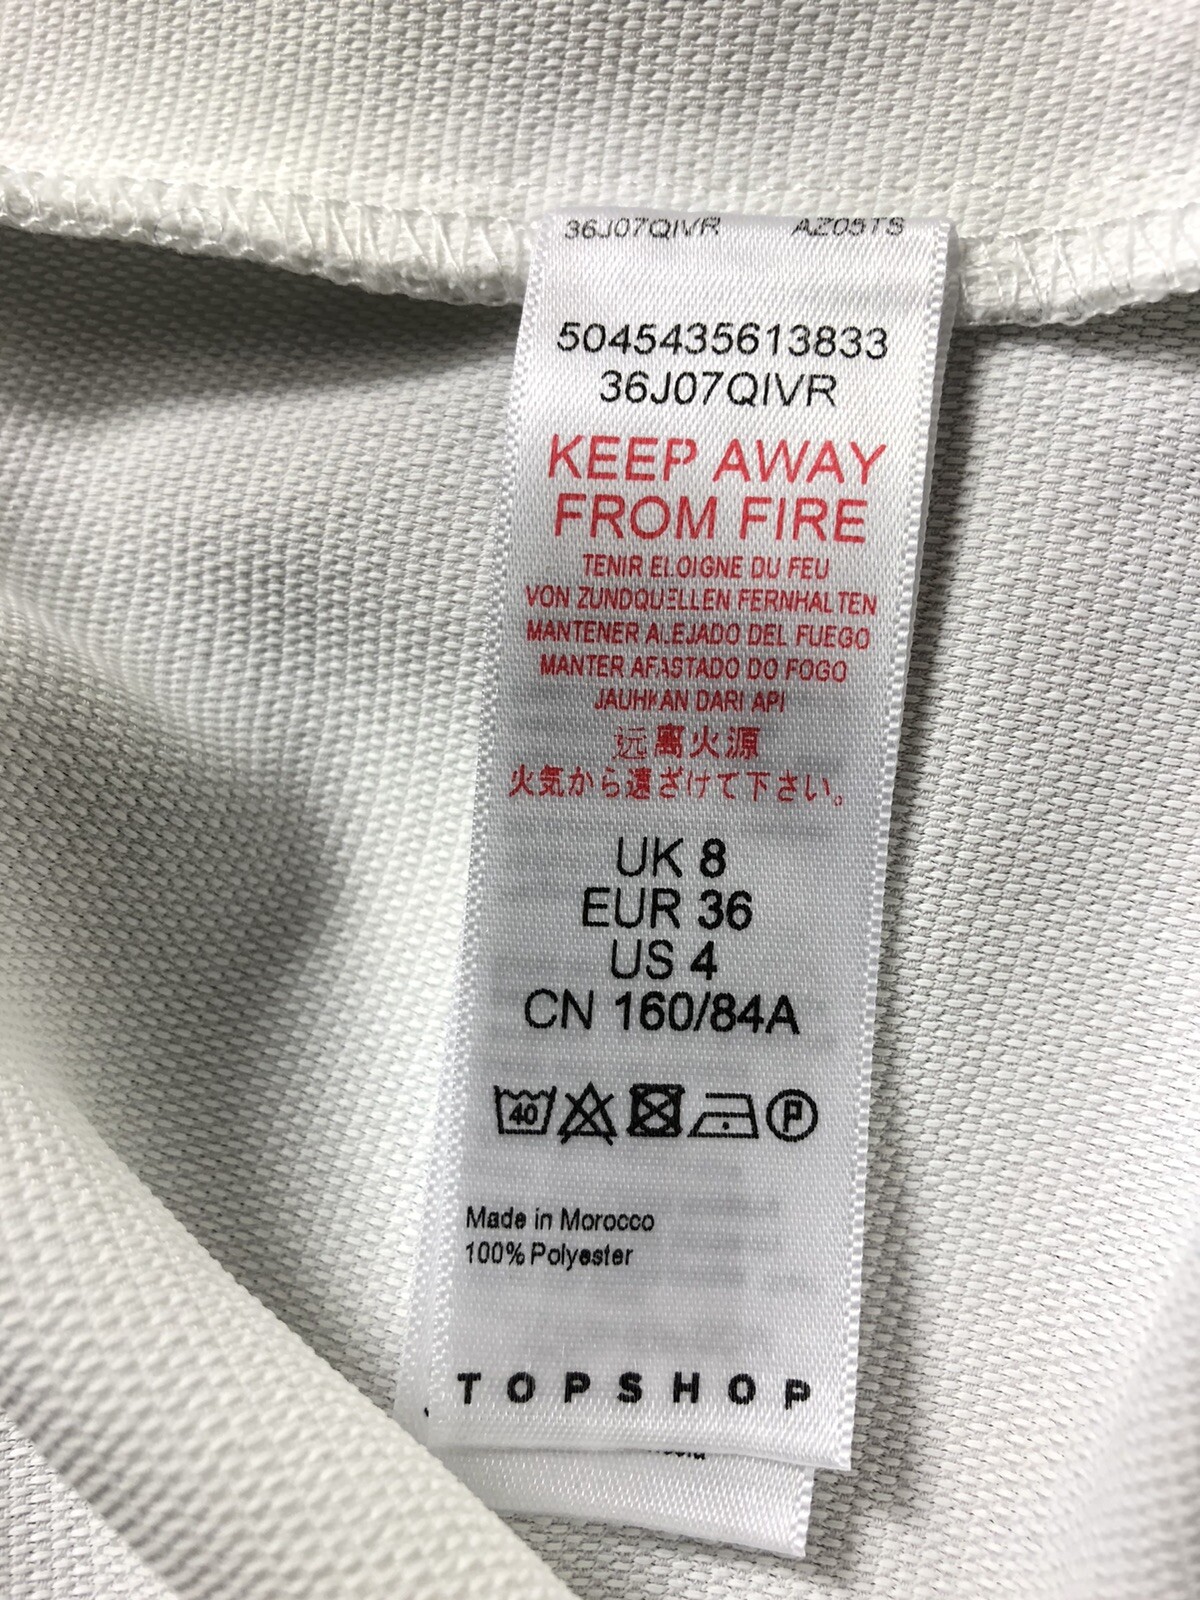 36J07QIVR AZ05TS
5045435613833
36J07QIVR
KEEP AWAY
FROM FIRE
TENIR ELOIGNE DU FEU
VON ZUNDQUELLEN FERNHALTEN
MANTENER ALEJADO DEL FUEGO
MANTER AFASTADO DO FOGO
JAUHKAN DARI API
远离火源
火気から遠ざけて下さい。
UK 8
EUR 36
US 4
CN 160/84A
40 P
Made in Morocco
100% Polyester
TOPSHOP